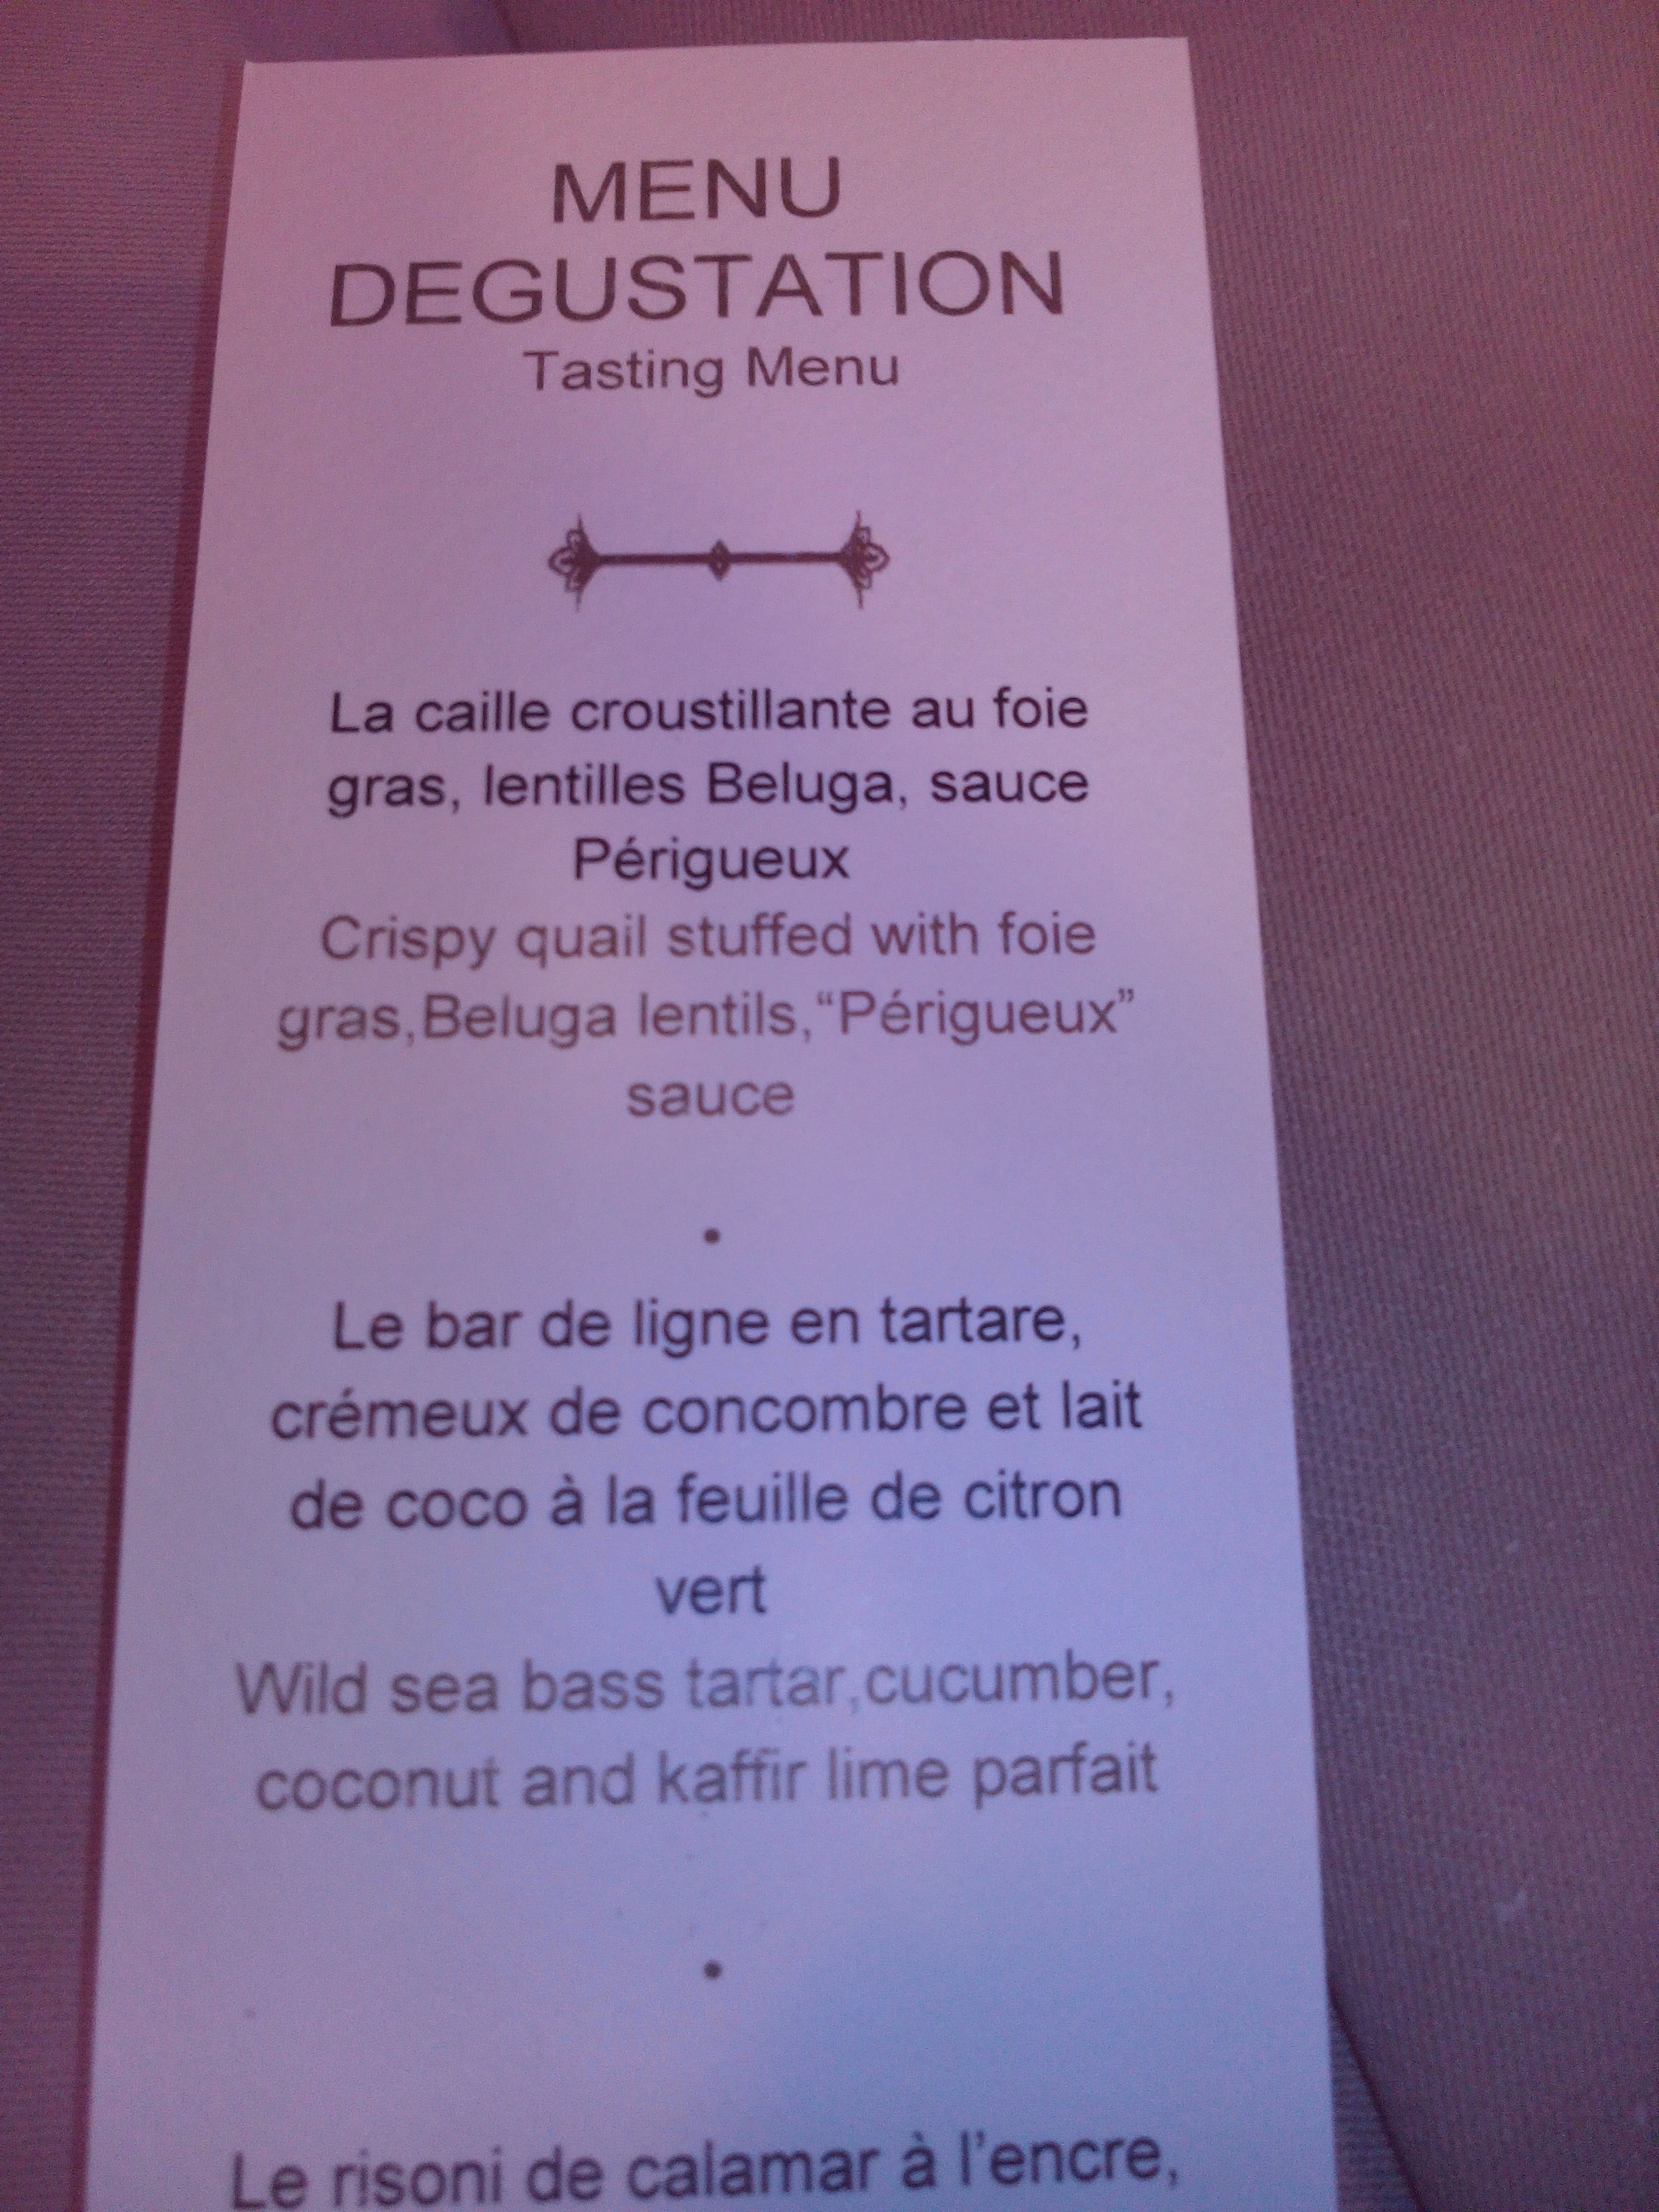 MENU
DEGUSTATION
Tasting Menu
La caille croustillante au foie
gras, lentilles Beluga, sauce
Périgueux
Crispy quail stuffed with foie
gras,Beluga lentils,“Périgueux”
sauce
•
Le bar de ligne en tartare,
crémeux de concombre et lait
de coco à la feuille de citron
vert
Wild sea bass tartar,cucumber,
coconut and kaffir lime parfait
•
Le risoni de calamar à l'encre,